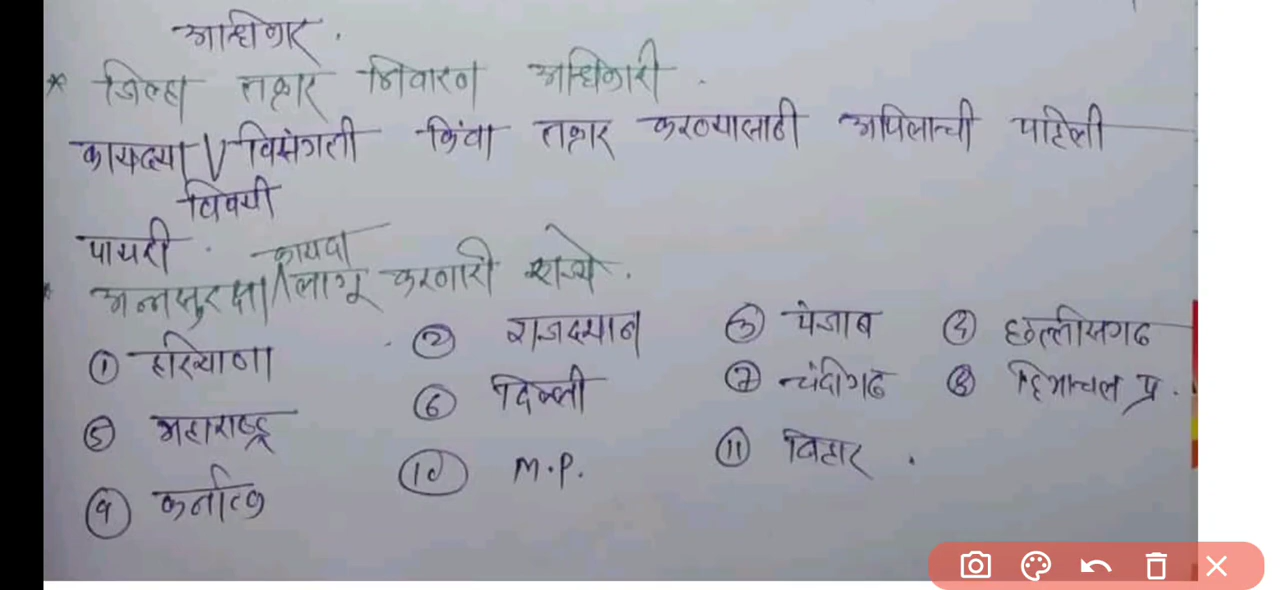 अधिकार.
* जिल्हा तक्रार निवारण अधिकारी.
कायद्या विषयी विसंगती किंवा तक्रार करण्यासाठी अपिलाची पहिली
पायरी.
* अन्नसुरक्षा कायदा लागू करणारी राज्ये.
① हरियाणा ② राजस्थान ③ पंजाब ④ छत्तीसगढ
⑤ महाराष्ट्र ⑥ दिल्ली ⑦ चंदीगढ ⑧ हिमाचल प्र.
⑨ कर्नाटक ⑩ M.P. ⑪ बिहार.